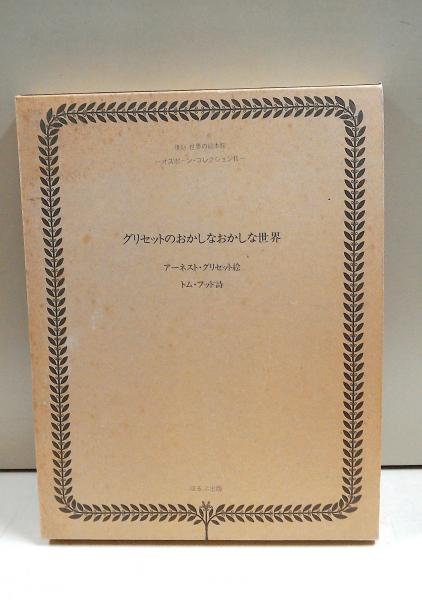 復刻 世界の絵本館
—オズボーン・コレクションII—
グリセットのおかしなおかしな世界
アーネスト・グリセット絵
トム・フッド詩
ほるぷ出版